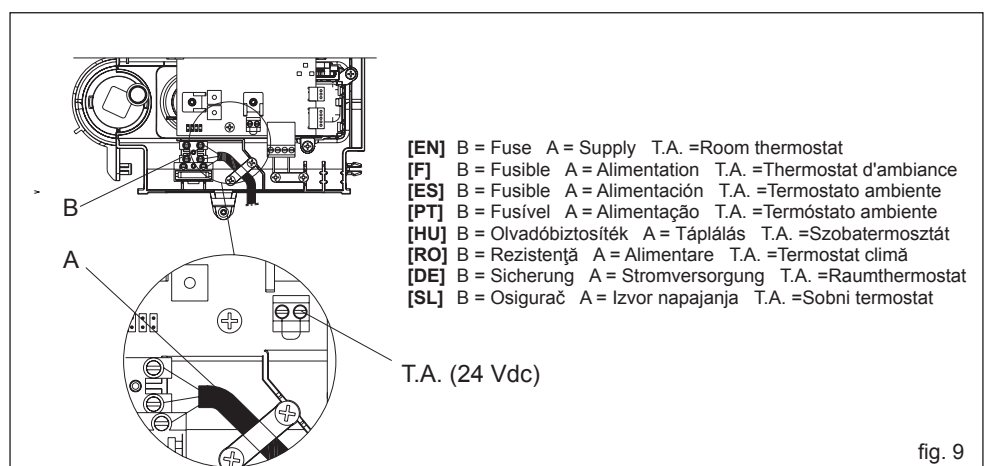 B
A
[EN] B = Fuse A = Supply T.A. =Room thermostat
[F] B = Fusible A = Alimentation T.A. =Thermostat d'ambiance
[ES] B = Fusible A = Alimentación T.A. =Termostato ambiente
[PT] B = Fusível A = Alimentação T.A. =Termóstato ambiente
[HU] B = Olvadóbiztosíték A = Táplálás T.A. =Szobatermosztát
[RO] B = Rezistenţă A = Alimentare T.A. =Termostat climă
[DE] B = Sicherung A = Stromversorgung T.A. =Raumthermostat
[SL] B = Osigurač A = Izvor napajanja T.A. =Sobni termostat
T.A. (24 Vdc)
fig. 9